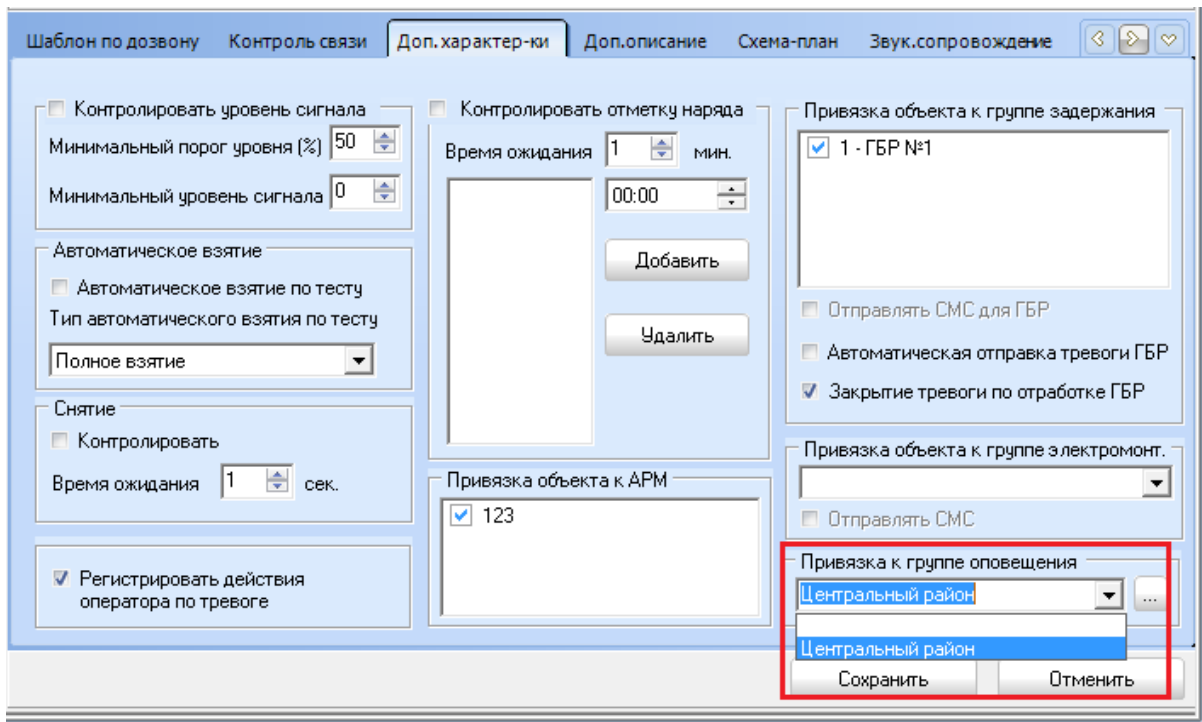 Шаблон по дозвону Контроль связи Доп.характер-ки Доп.описание Схема-план Звук.сопровождение
Контролировать уровень сигнала
Минимальный порог уровня (%) 50
Минимальный уровень сигнала 0
Автоматическое взятие
Автоматическое взятие по тесту
Тип автоматического взятия по тесту
Полное взятие
Снятие
Контролировать
Время ожидания 1 сек.
Регистрировать действия
оператора по тревоге
Контролировать отметку наряда
Время ожидания 1 мин.
00:00
Добавить
Удалить
Привязка объекта к АРМ
123
Привязка объекта к группе задержания
1 - ГБР №1
Отправлять СМС для ГБР
Автоматическая отправка тревоги ГБР
Закрытие тревоги по отработке ГБР
Привязка объекта к группе электромонт.
Отправлять СМС
Привязка к группе оповещения
Центральный район ...
Центральный район
Сохранить Отменить